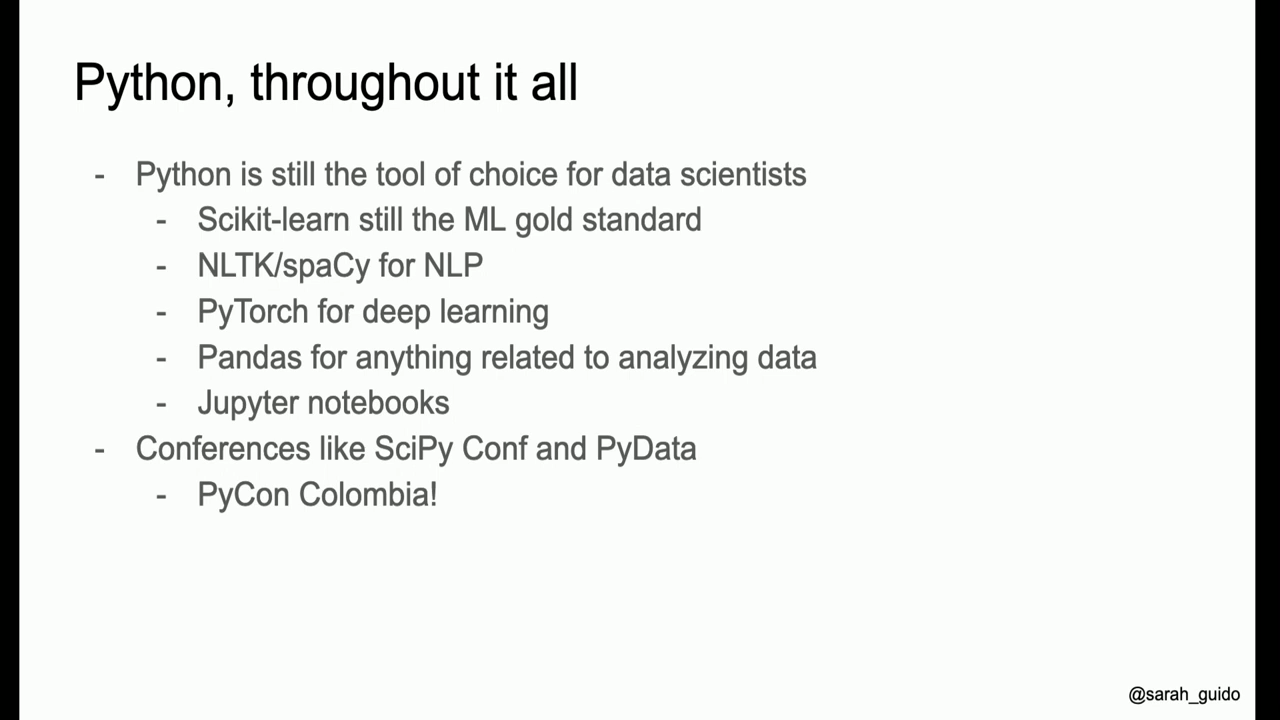 Python, throughout it all
- Python is still the tool of choice for data scientists
- Scikit-learn still the ML gold standard
- NLTK/spaCy for NLP
- PyTorch for deep learning
- Pandas for anything related to analyzing data
- Jupyter notebooks
- Conferences like SciPy Conf and PyData
- PyCon Colombia!
@sarah_guido